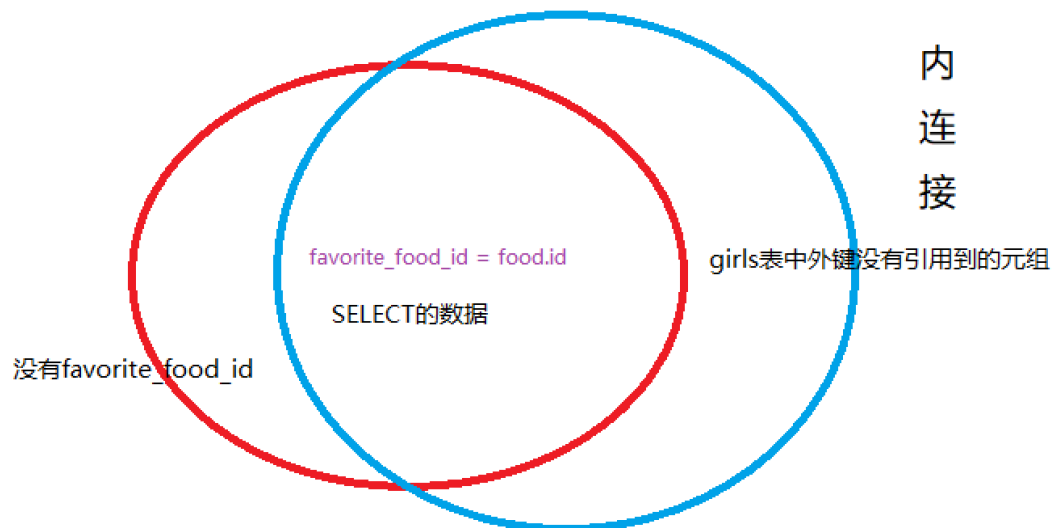 内
连
接
favorite_food_id = food.id
girls表中外键没有引用到的元组
SELECT的数据
没有favorite_food_id